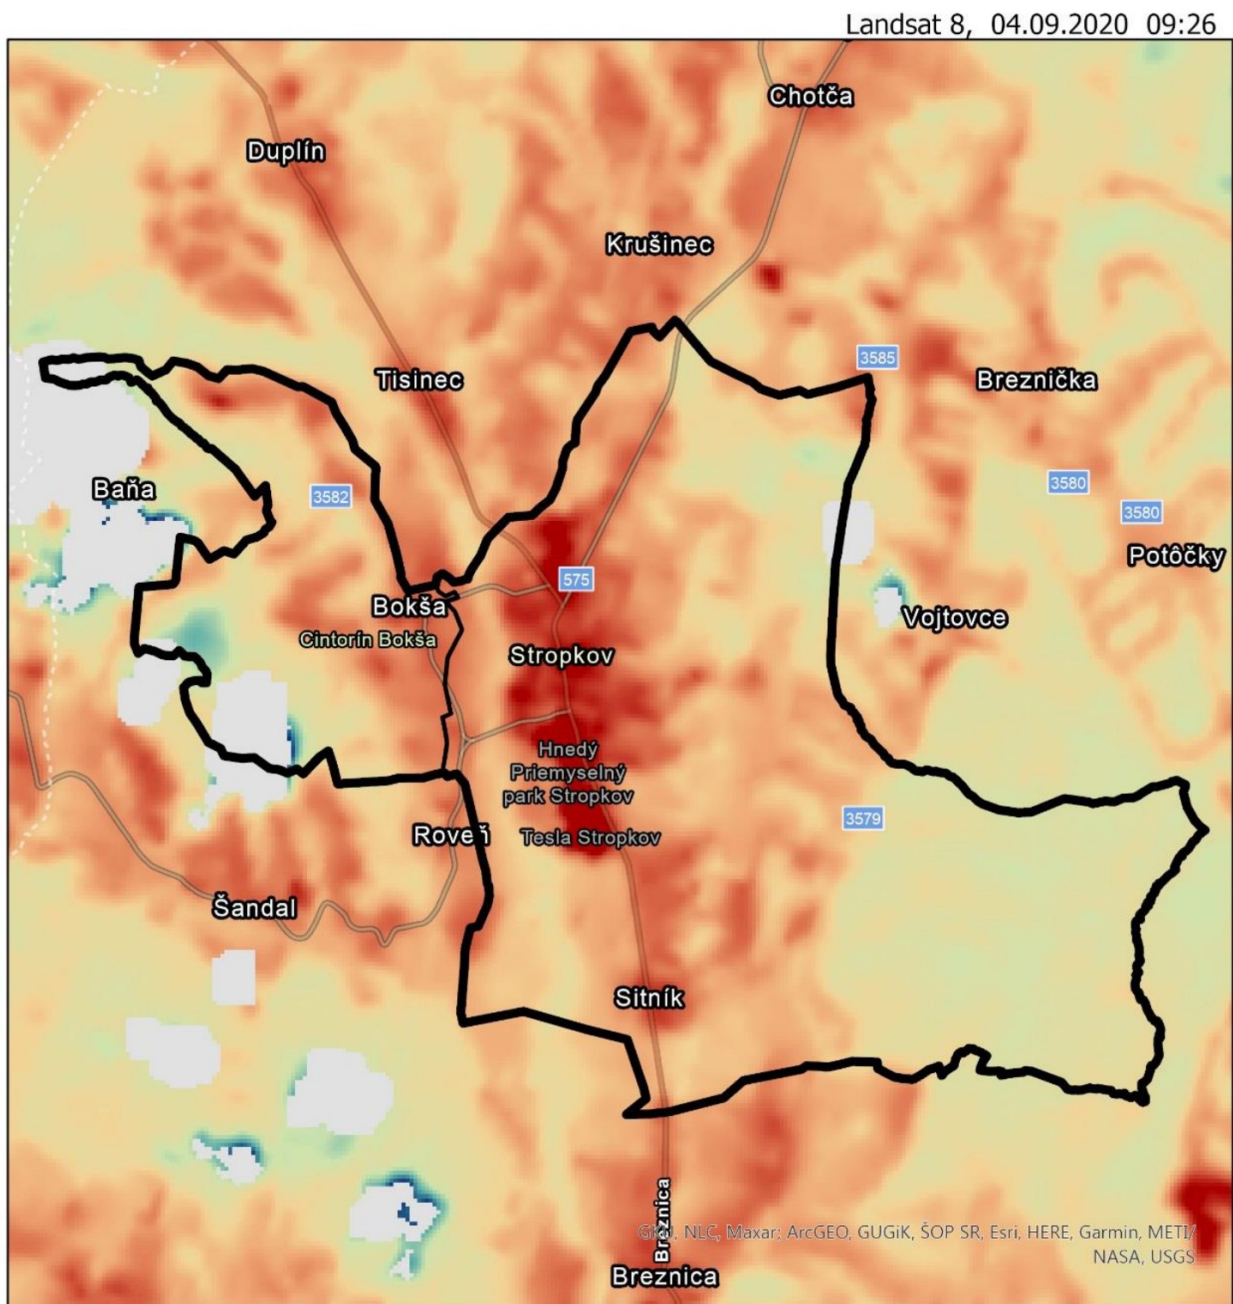 Landsat 8, 04.09.2020 09:26
Chotča
Duplín
Krušinec
3585
Tisinec
Breznička
3580
Baňa
3582
3580
Potôčky
575
Bokša
Vojtovce
Cintorín Bokša
Stropkov
Hnedý
Priemyselný
park Stropkov
3579
Roveň
Tesla Stropkov
Šandal
Sitník
Breznica
NLC, Maxar; ArcGEO, GUGiK, ŠOP SR, Esri, HERE, Garmin, METI/
NASA, USGS
Breznica